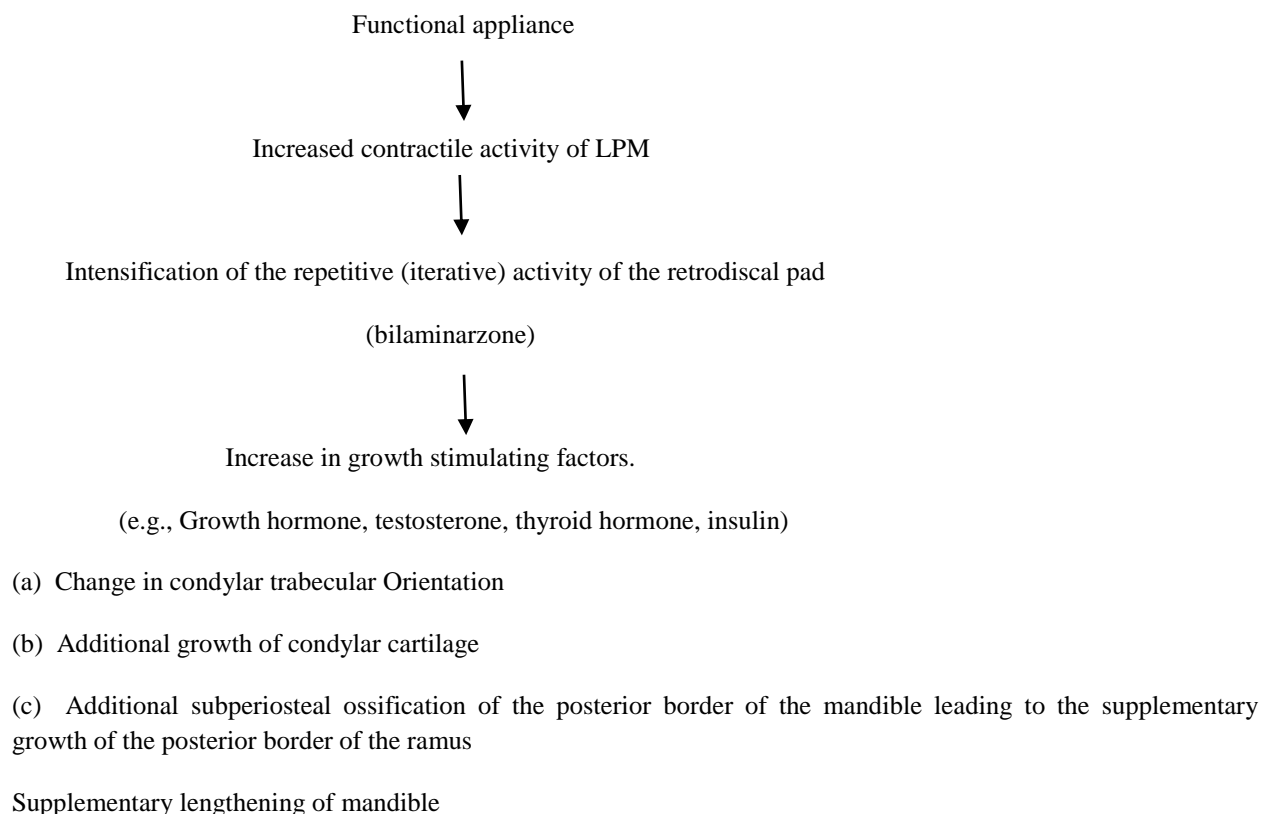 Functional appliance
Increased contractile activity of LPM
Intensification of the repetitive (iterative) activity of the retrodiscal pad
(bilaminarzone)
Increase in growth stimulating factors.
(e.g., Growth hormone, testosterone, thyroid hormone, insulin)
(a) Change in condylar trabecular Orientation
(b) Additional growth of condylar cartilage
(c) Additional subperiosteal ossification of the posterior border of the mandible leading to the supplementary
growth of the posterior border of the ramus
Supplementary lengthening of mandible